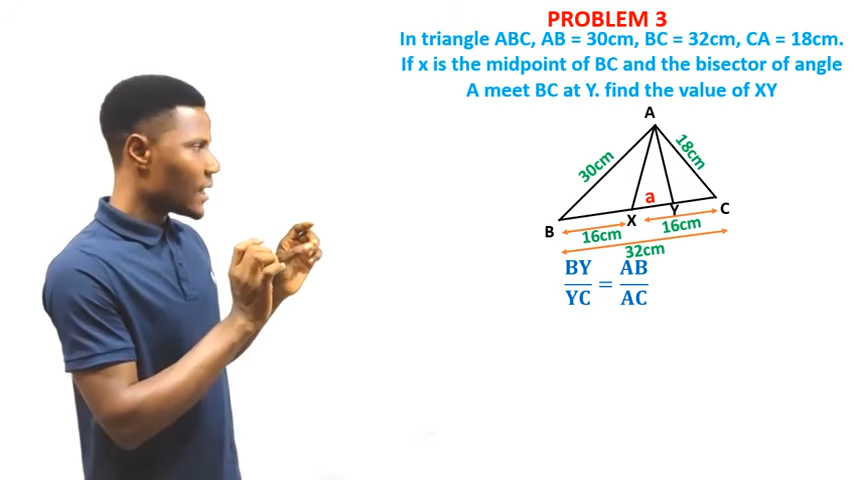 PROBLEM 3
In triangle ABC, AB = 30cm, BC = 32cm, CA = 18cm.
If x is the midpoint of BC and the bisector of angle
A meet BC at Y. find the value of XY
A
30cm
18cm
a
B
X
Y
C
16cm
16cm
32cm
BY/YC = AB/AC